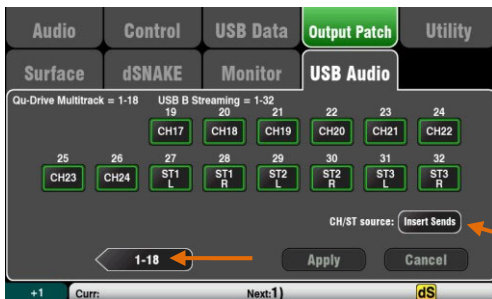 Audio Control USB Data Output Patch Utility
Surface dSNAKE Monitor USB Audio
Qu-Drive Multitrack = 1-18 USB B Streaming = 1-32
19 20 21 22 23 24
CH17 CH18 CH19 CH20 CH21 CH22
25 26 27 28 29 30 31 32
CH23 CH24 ST1 L ST1 R ST2 L ST2 R ST3 L ST3 R
CH/ST source: Insert Sends
1-18 Apply Cancel
+1 Curr: Next:1) dS